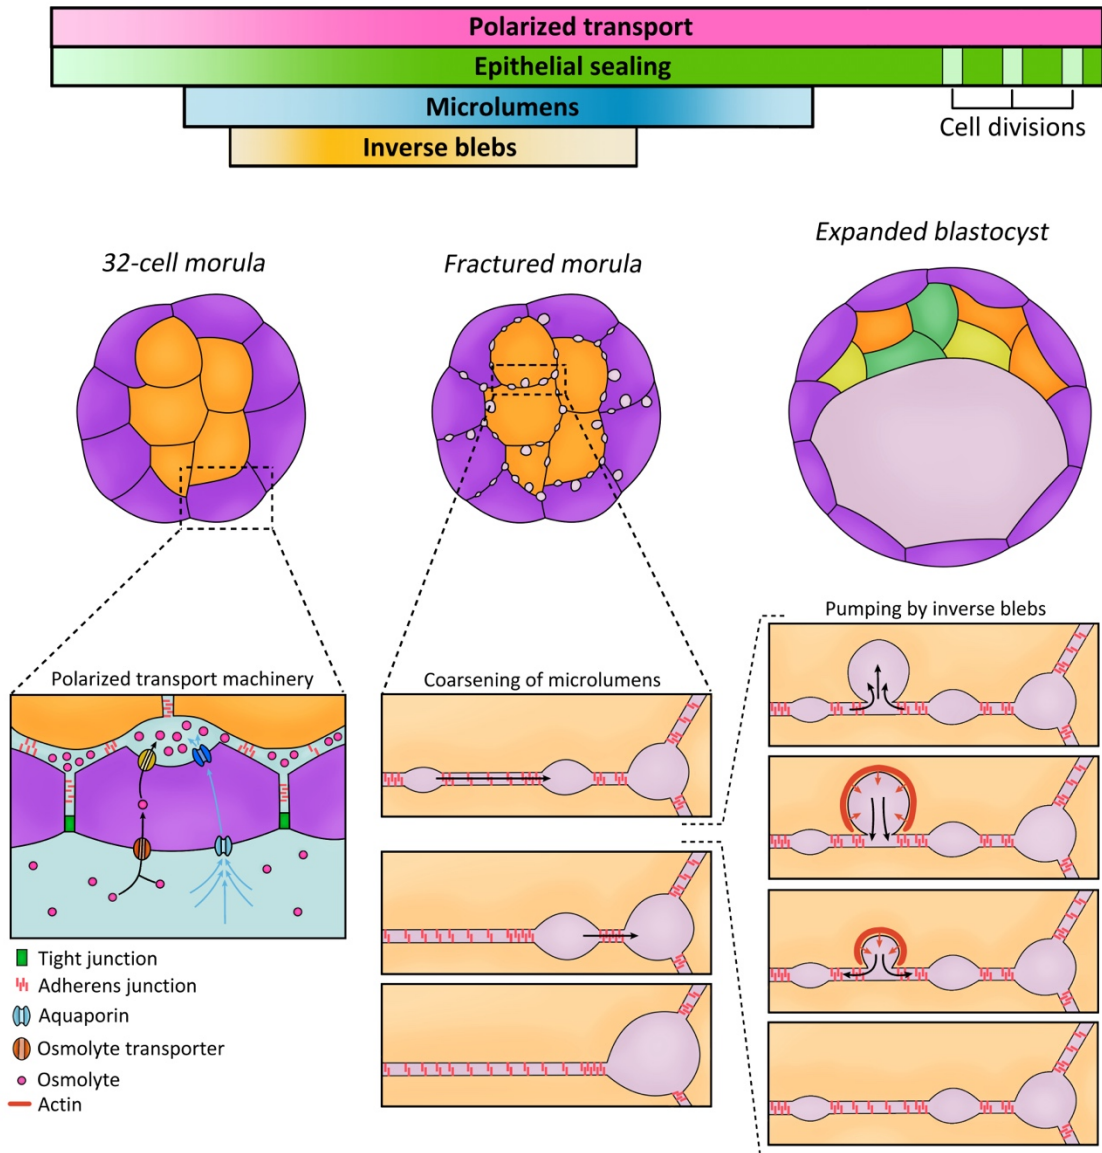 Polarized transport
Epithelial sealing
Microlumens
Inverse blebs
Cell divisions
32-cell morula
Fractured morula
Expanded blastocyst
Polarized transport machinery
Coarsening of microlumens
Pumping by inverse blebs
Tight junction
Adherens junction
Aquaporin
Osmolyte transporter
Osmolyte
Actin